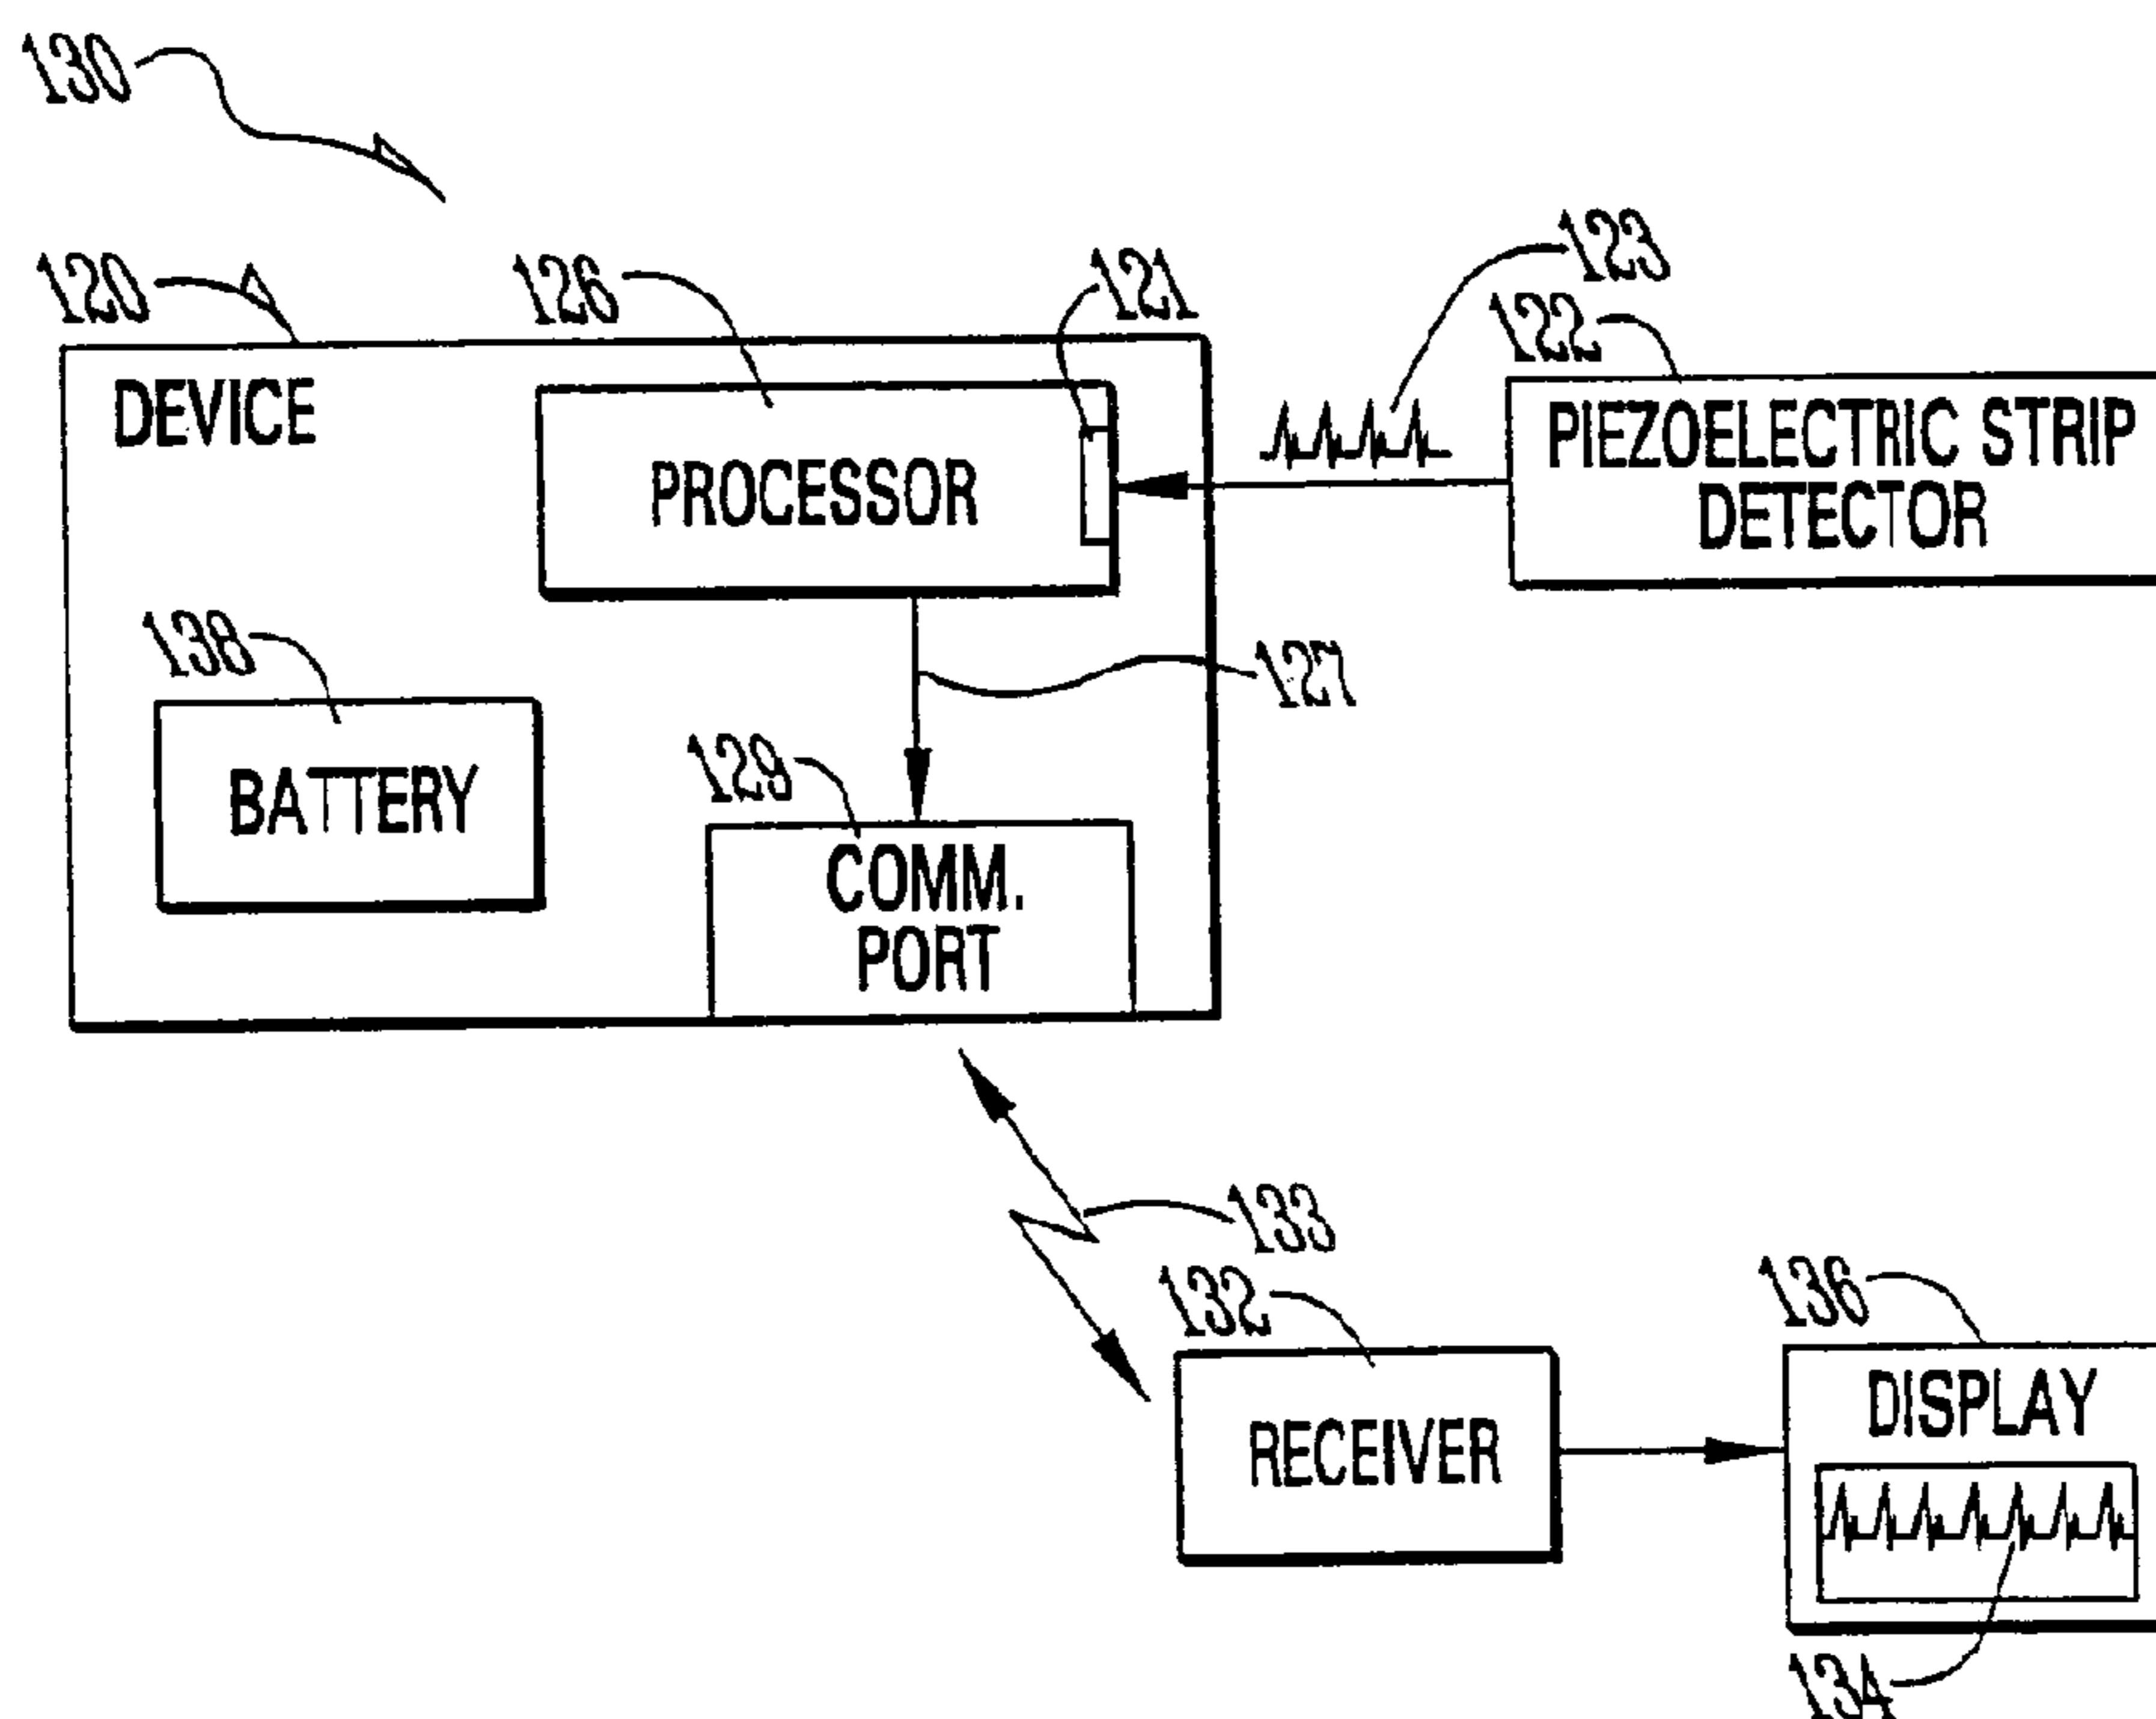 130
120
126
121
123
122
DEVICE
PROCESSOR
PIEZOELECTRIC STRIP
DETECTOR
138
127
129
BATTERY
COMM.
PORT
133
132
136
RECEIVER
DISPLAY
134